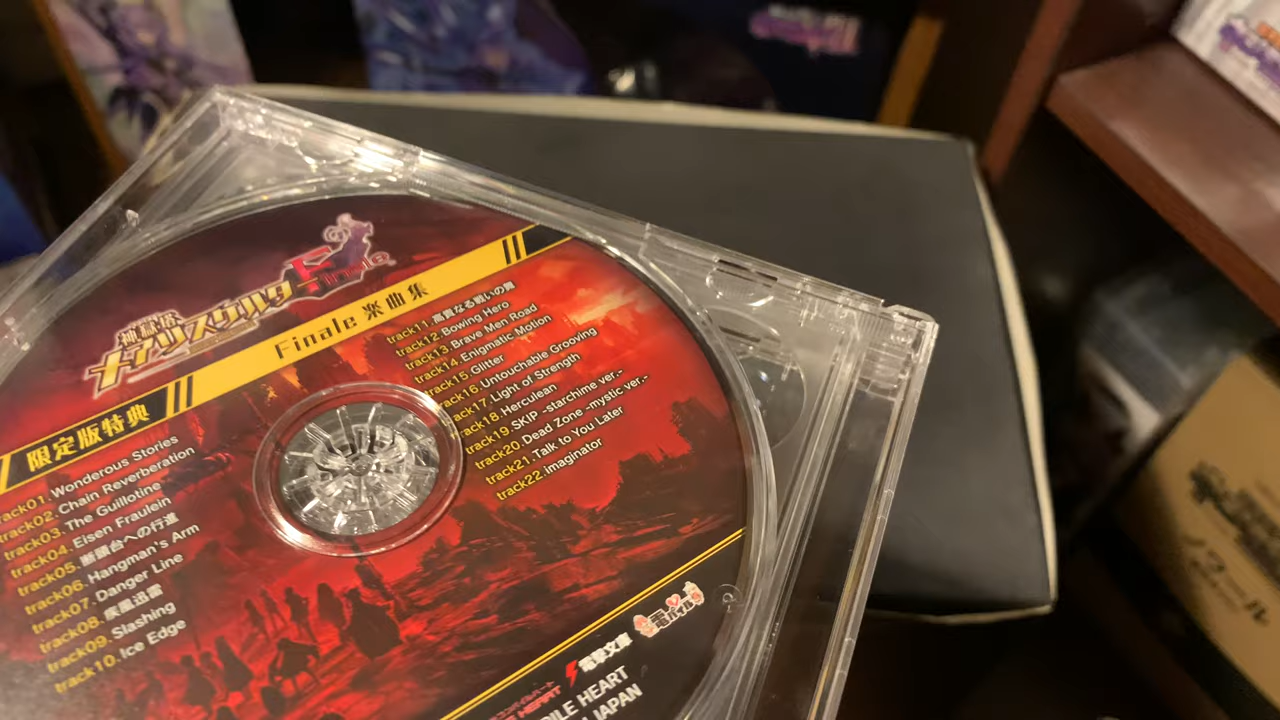 神獄塔
メアリスケルター
Finale
限定版特典
Finale 楽曲集
track01.Wonderous Stories
track02.Chain Reverberation
track03.The Guillotine
track04.Eisen Fraulein
track05.断頭台への行進
track06.Hangman's Arm
track07.Danger Line
track08.疾風迅雷
track09.Slashing
track10.Ice Edge
track11.高貴なる戦いの舞
track12.Bowing Hero
track13.Brave Men Road
track14.Enigmatic Motion
track15.Glitter
track16.Untouchable Grooving
track17.Light of Strength
track18.Herculean
track19.SKIP -starchime ver.-
track20.Dead Zone -mystic ver.-
track21.Talk to You Later
track22.imaginator
電撃文庫
HEART
JAPAN